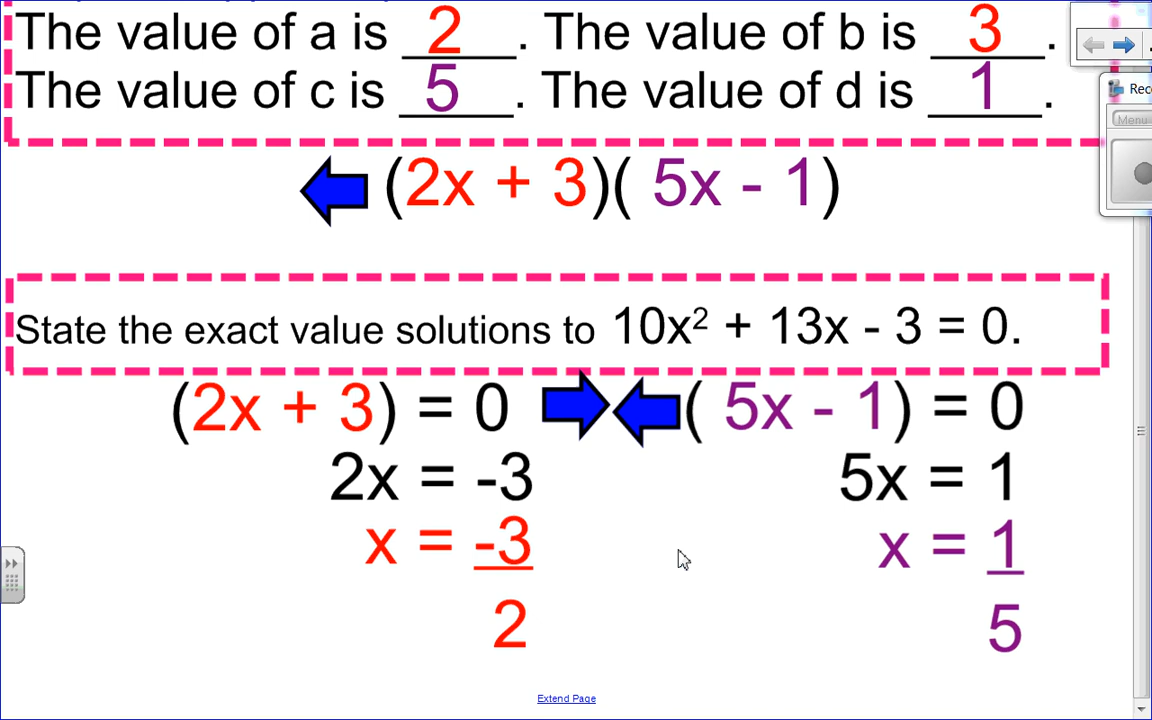 The value of a is 2. The value of b is 3.
The value of c is 5. The value of d is 1.
(2x + 3)( 5x - 1)
State the exact value solutions to 10x² + 13x - 3 = 0.
(2x + 3) = 0 ( 5x - 1) = 0
2x = -3 5x = 1
x = -3 x = 1
2 5
Extend Page
Menu